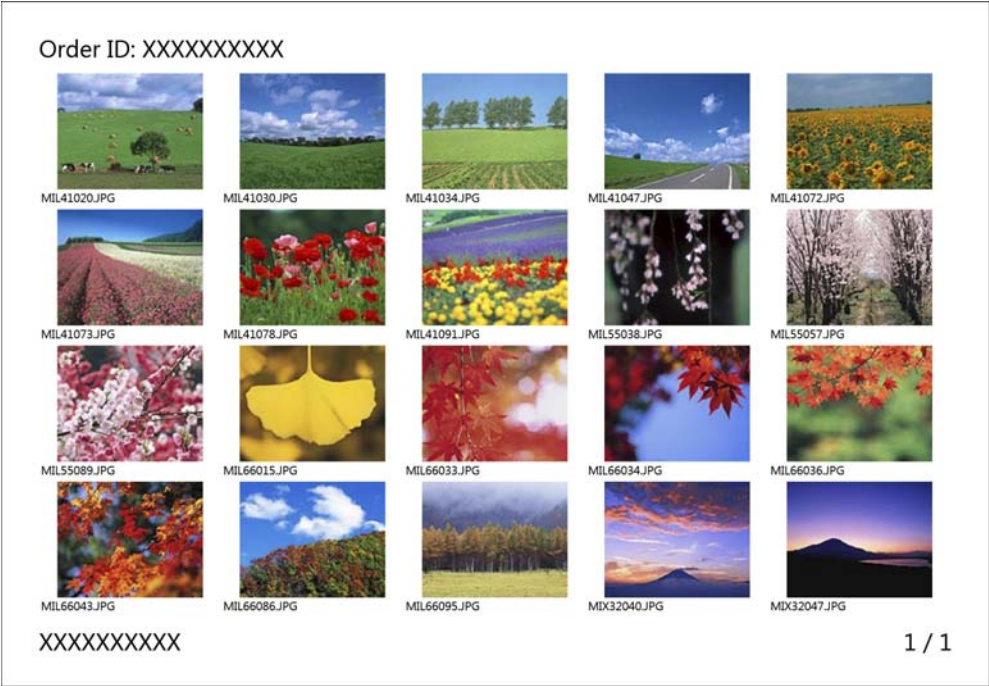 Order ID: XXXXXXXXXX
MIL41020.JPG MIL41030.JPG MIL41034.JPG MIL41047.JPG MIL41072.JPG
MIL41073.JPG MIL41078.JPG MIL41091.JPG MIL55038.JPG MIL55057.JPG
MIL55089.JPG MIL66015.JPG MIL66033.JPG MIL66034.JPG MIL66036.JPG
MIL66043.JPG MIL66086.JPG MIL66095.JPG MIX32040.JPG MIX32047.JPG
XXXXXXXXXX 1 / 1